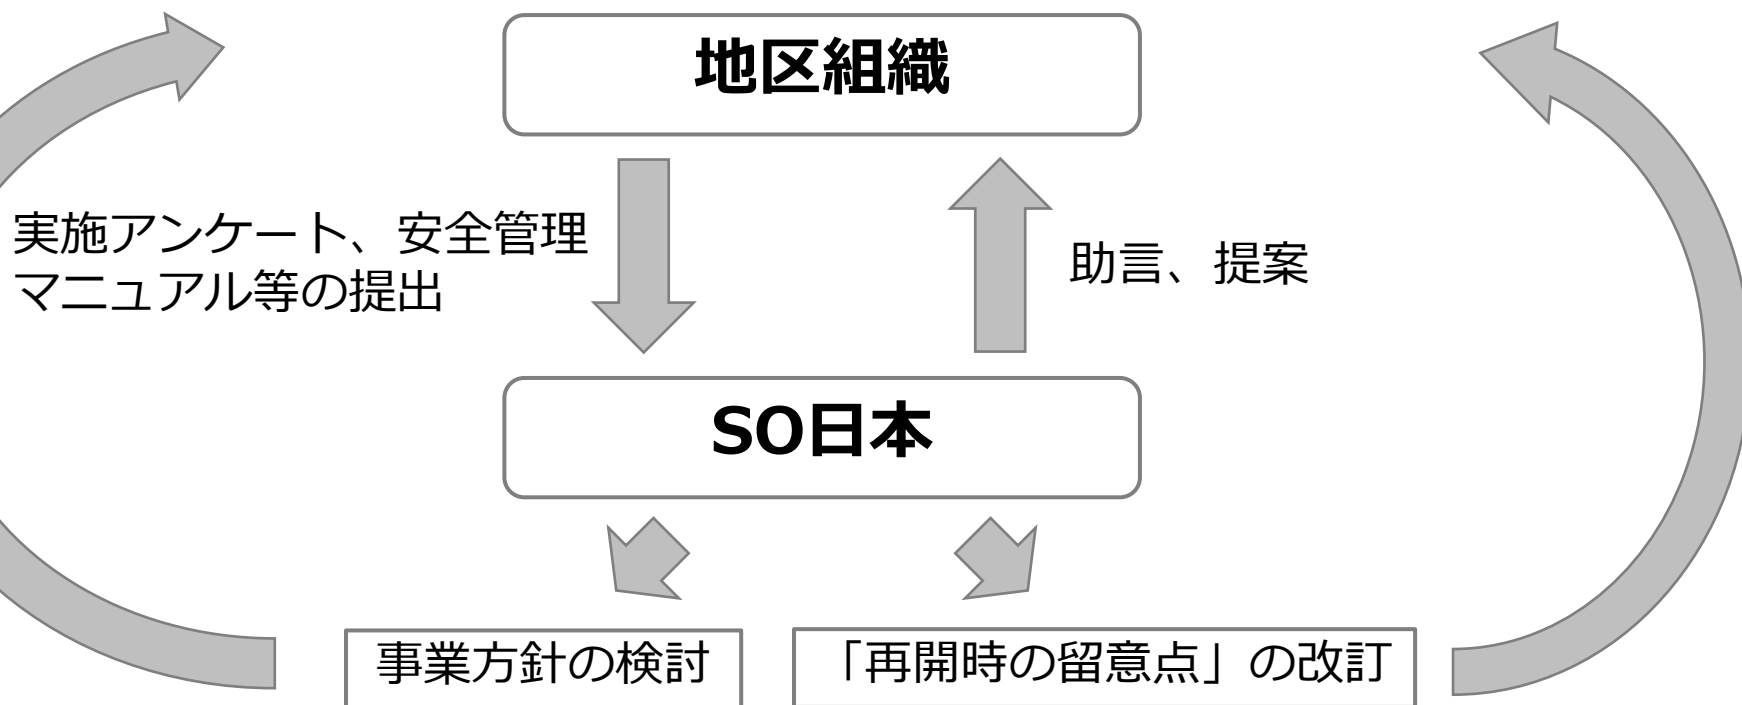 地区組織
実施アンケート、安全管理
マニュアル等の提出
助言、提案
SO日本
事業方針の検討
「再開時の留意点」の改訂